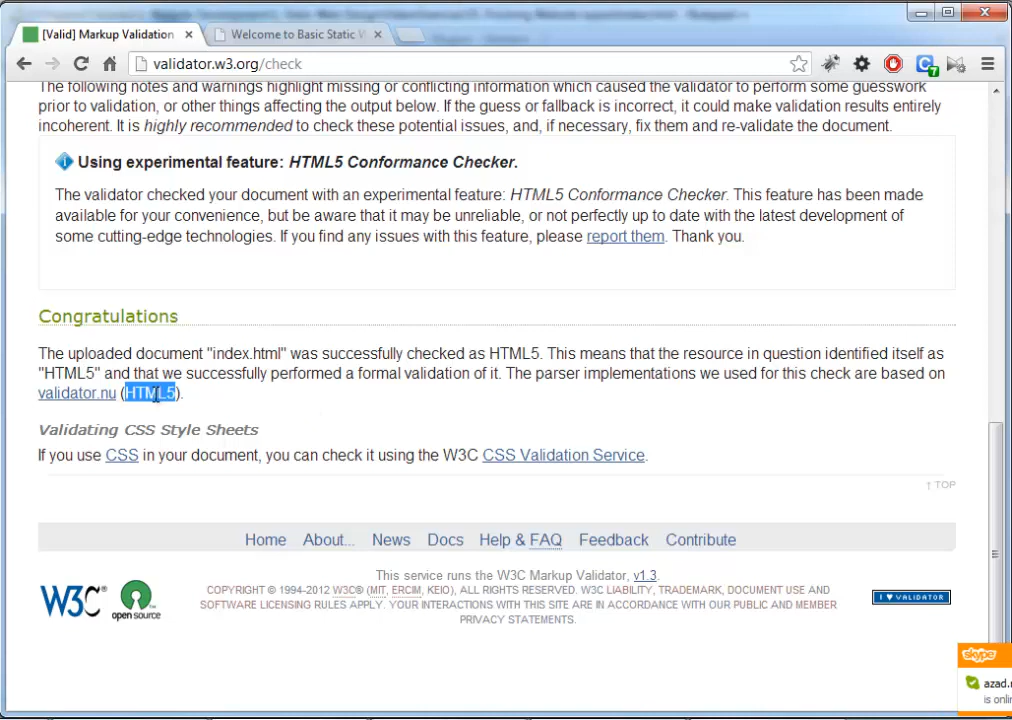 [Valid] Markup Validation
Welcome to Basic Static W
validator.w3.org/check
7
The following notes and warnings highlight missing or conflicting information which caused the validator to perform some guesswork
prior to validation, or other things affecting the output below. If the guess or fallback is incorrect, it could make validation results entirely
incoherent. It is highly recommended to check these potential issues, and, if necessary, fix them and re-validate the document.
Using experimental feature: HTML5 Conformance Checker.
The validator checked your document with an experimental feature: HTML5 Conformance Checker. This feature has been made
available for your convenience, but be aware that it may be unreliable, or not perfectly up to date with the latest development of
some cutting-edge technologies. If you find any issues with this feature, please report them. Thank you.
Congratulations
The uploaded document "index.html" was successfully checked as HTML5. This means that the resource in question identified itself as
"HTML5" and that we successfully performed a formal validation of it. The parser implementations we used for this check are based on
validator.nu (HTML5).
Validating CSS Style Sheets
If you use CSS in your document, you can check it using the W3C CSS Validation Service.
↑ TOP
Home About... News Docs Help & FAQ Feedback Contribute
This service runs the W3C Markup Validator, v1.3.
COPYRIGHT © 1994-2012 W3C® (MIT, ERCIM, KEIO), ALL RIGHTS RESERVED. W3C LIABILITY, TRADEMARK, DOCUMENT USE AND
SOFTWARE LICENSING RULES APPLY. YOUR INTERACTIONS WITH THIS SITE ARE IN ACCORDANCE WITH OUR PUBLIC AND MEMBER
PRIVACY STATEMENTS.
W3C®
open source
I ♥ VALIDATOR
skype
azad.
is onli